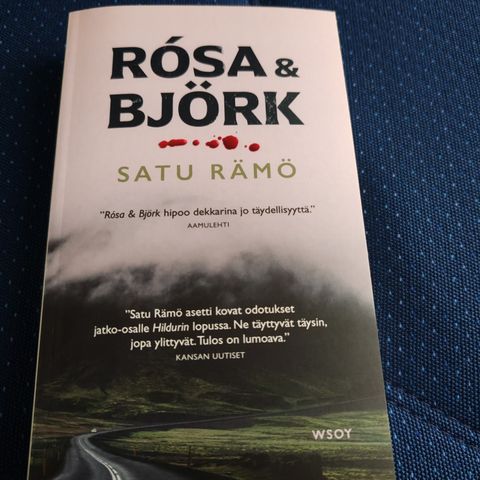 RÓSA &
BJÖRK
SATU RÄMÖ
"Rósa & Björk hipoo dekkarina jo täydellisyyttä."
AAMULEHTI
"Satu Rämö asetti kovat odotukset
jatko-osalle Hildurin lopussa. Ne täyttyvät täysin,
jopa ylittyvät. Tulos on lumoava."
KANSAN UUTISET
WSOY